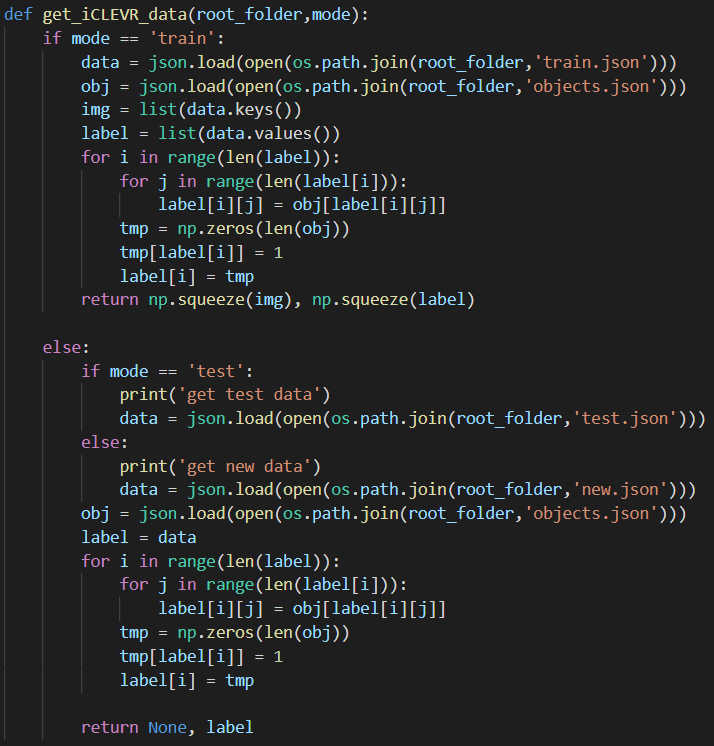 def get_iCLEVR_data(root_folder,mode):
    if mode == 'train':
        data = json.load(open(os.path.join(root_folder,'train.json')))
        obj = json.load(open(os.path.join(root_folder,'objects.json')))
        img = list(data.keys())
        label = list(data.values())
        for i in range(len(label)):
            for j in range(len(label[i])):
                label[i][j] = obj[label[i][j]]
            tmp = np.zeros(len(obj))
            tmp[label[i]] = 1
            label[i] = tmp
        return np.squeeze(img), np.squeeze(label)

    else:
        if mode == 'test':
            print('get test data')
            data = json.load(open(os.path.join(root_folder,'test.json')))
        else:
            print('get new data')
            data = json.load(open(os.path.join(root_folder,'new.json')))
        obj = json.load(open(os.path.join(root_folder,'objects.json')))
        label = data
        for i in range(len(label)):
            for j in range(len(label[i])):
                label[i][j] = obj[label[i][j]]
            tmp = np.zeros(len(obj))
            tmp[label[i]] = 1
            label[i] = tmp

        return None, label